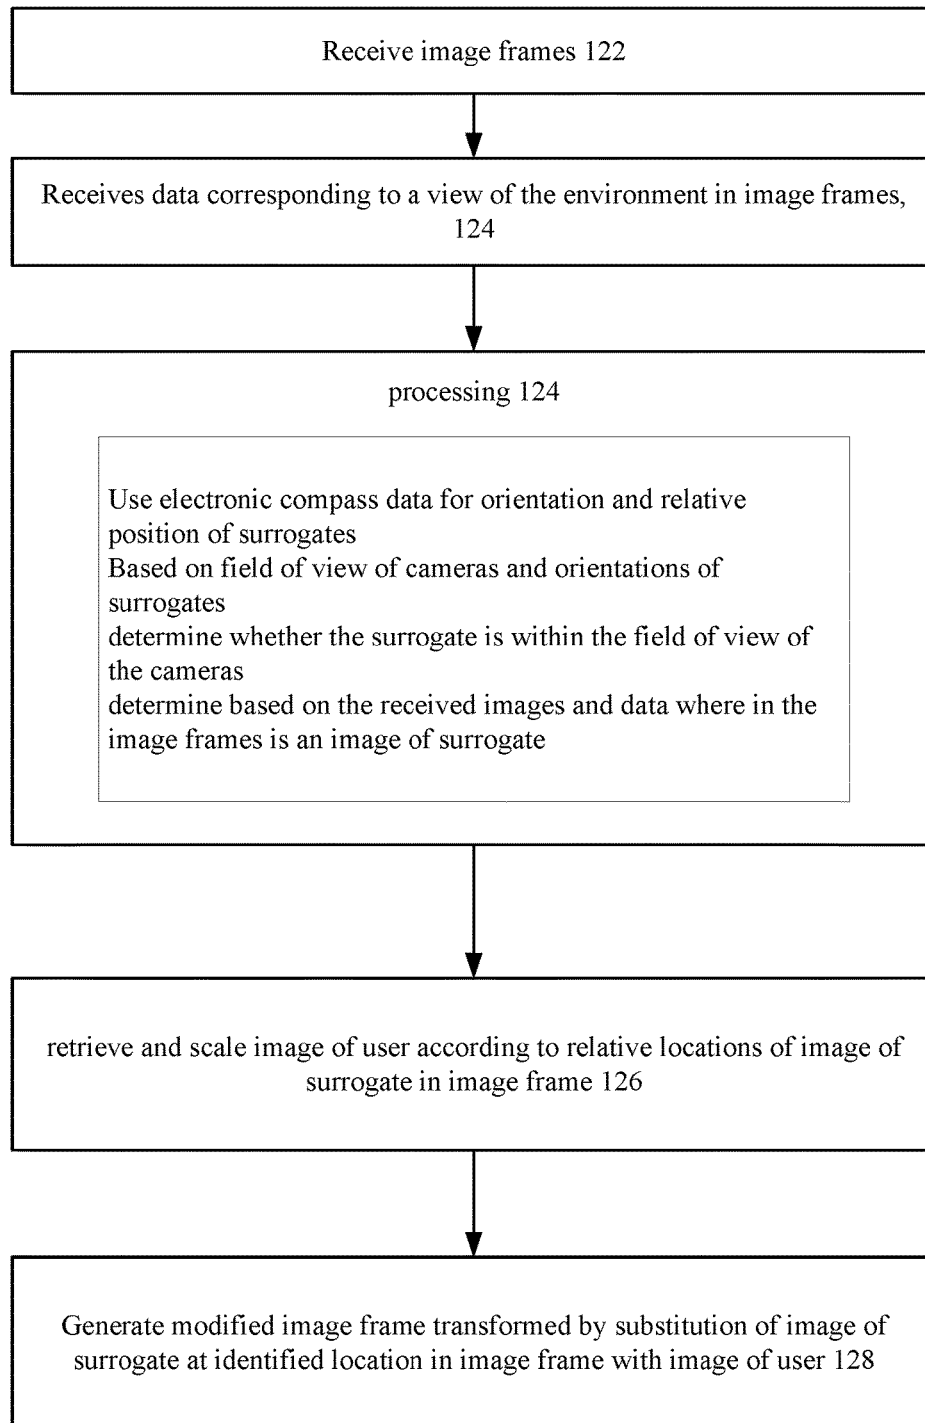 Receive image frames 122
Receives data corresponding to a view of the environment in image frames,
124
processing 124
Use electronic compass data for orientation and relative
position of surrogates
Based on field of view of cameras and orientations of
surrogates
determine whether the surrogate is within the field of view of
the cameras
determine based on the received images and data where in the
image frames is an image of surrogate
retrieve and scale image of user according to relative locations of image of
surrogate in image frame 126
Generate modified image frame transformed by substitution of image of
surrogate at identified location in image frame with image of user 128